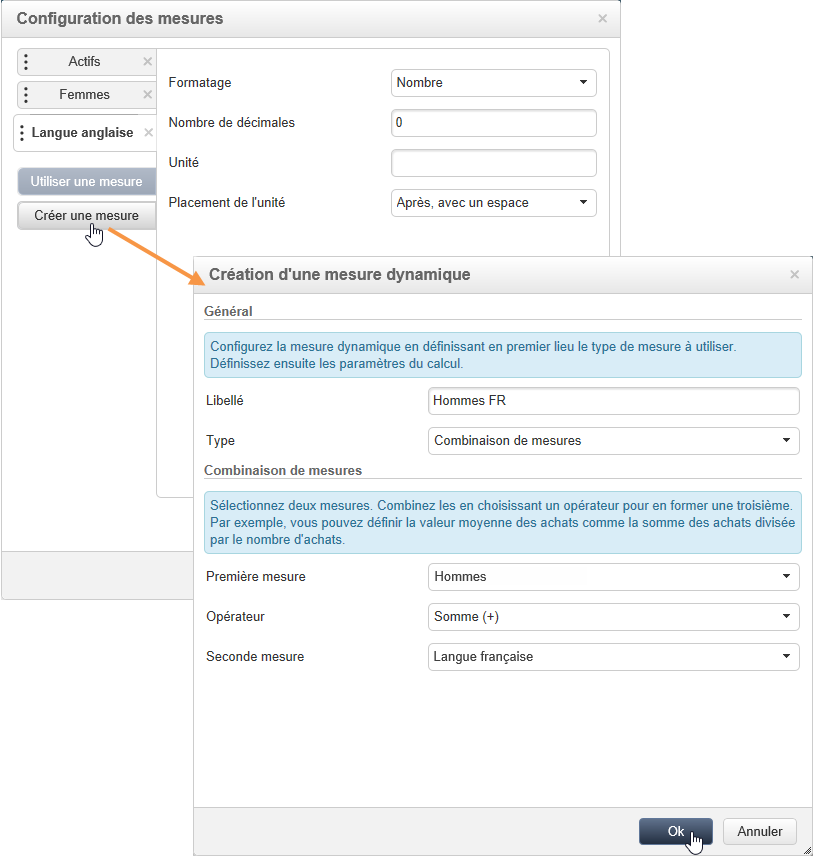 Configuration des mesures
Actifs
Femmes
Langue anglaise
Utiliser une mesure
Créer une mesure
Formatage
Nombre
Nombre de décimales
0
Unité
Placement de l'unité
Après, avec un espace
Création d'une mesure dynamique
Général
Configurez la mesure dynamique en définissant en premier lieu le type de mesure à utiliser.
Définissez ensuite les paramètres du calcul.
Libellé
Hommes FR
Type
Combinaison de mesures
Combinaison de mesures
Sélectionnez deux mesures. Combinez les en choisissant un opérateur pour en former une troisième.
Par exemple, vous pouvez définir la valeur moyenne des achats comme la somme des achats divisée
par le nombre d'achats.
Première mesure
Hommes
Opérateur
Somme (+)
Seconde mesure
Langue française
Ok
Annuler